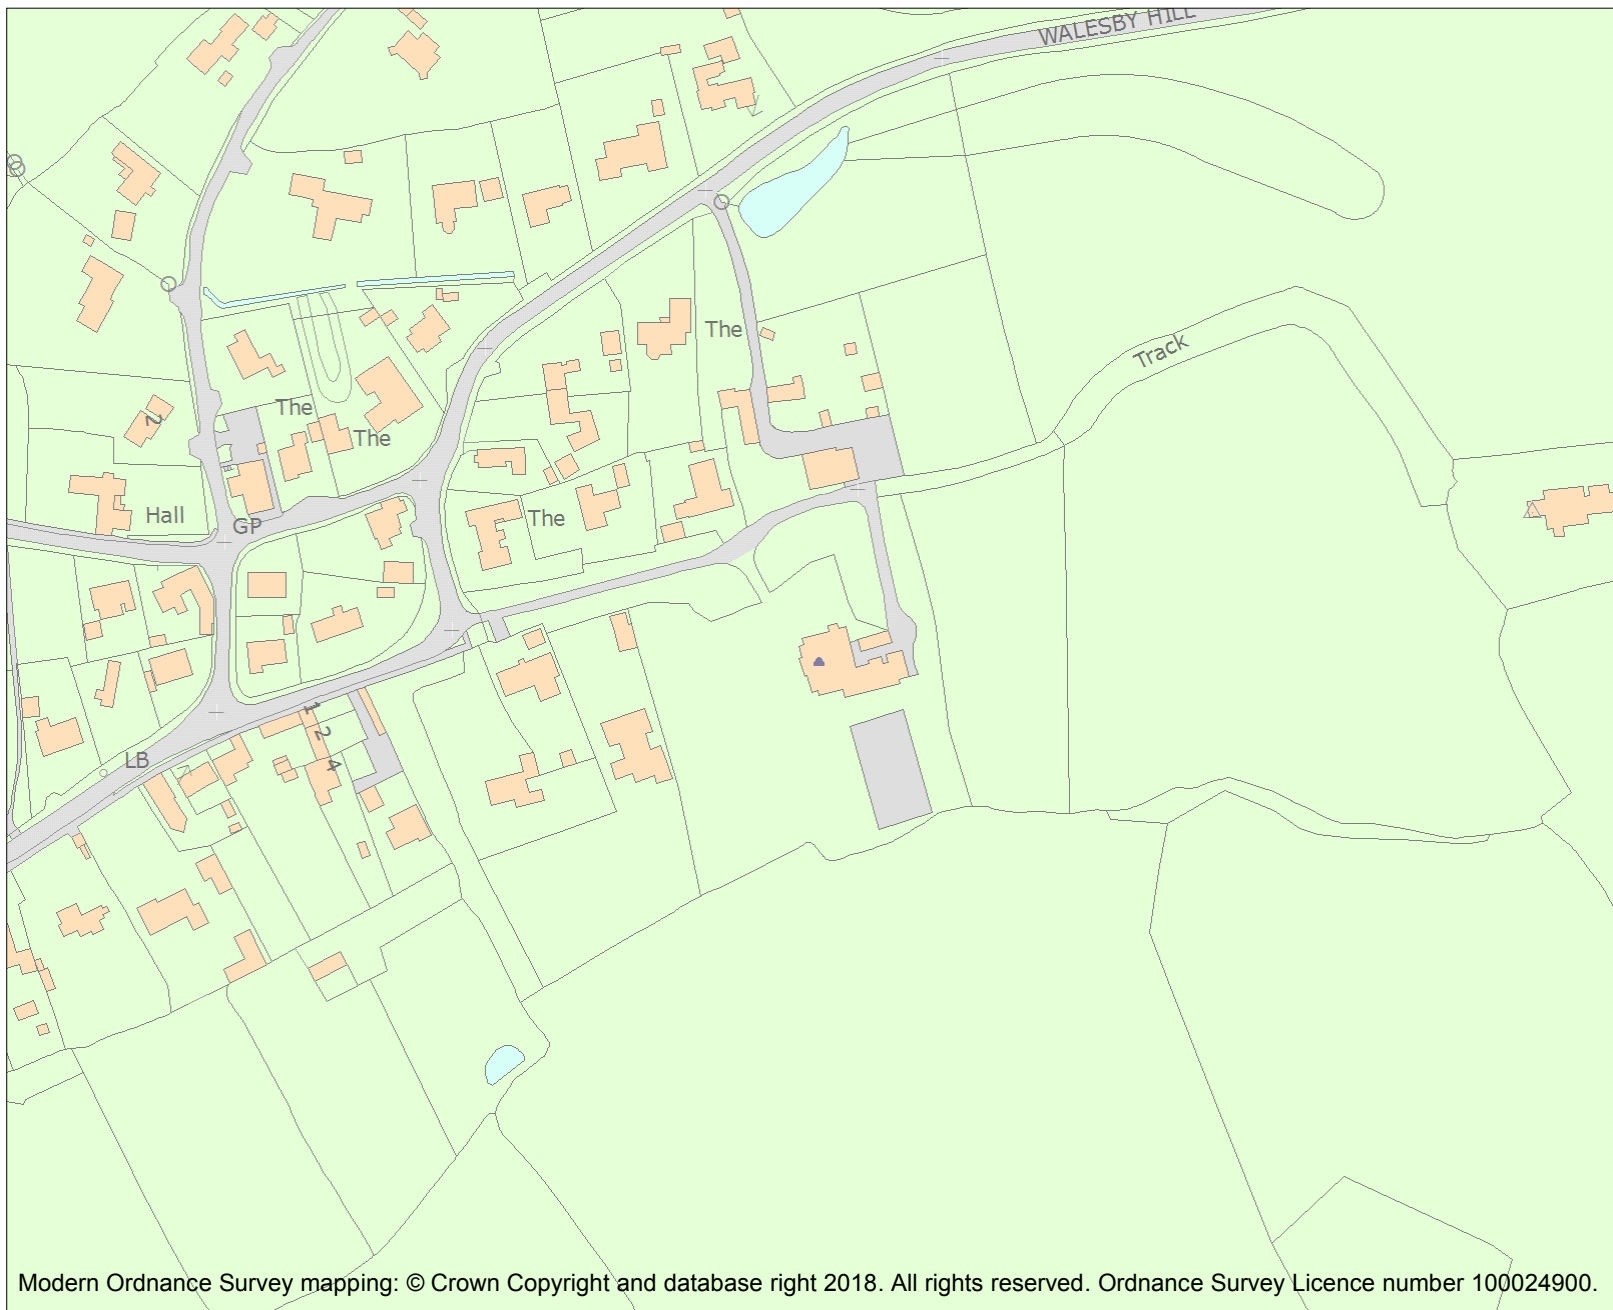 WALESBY HILL
The
Track
The
2
The
Hall
The
GP
1
2
LB
4
Modern Ordnance Survey mapping: © Crown Copyright and database right 2018. All rights reserved. Ordnance Survey Licence number 100024900.